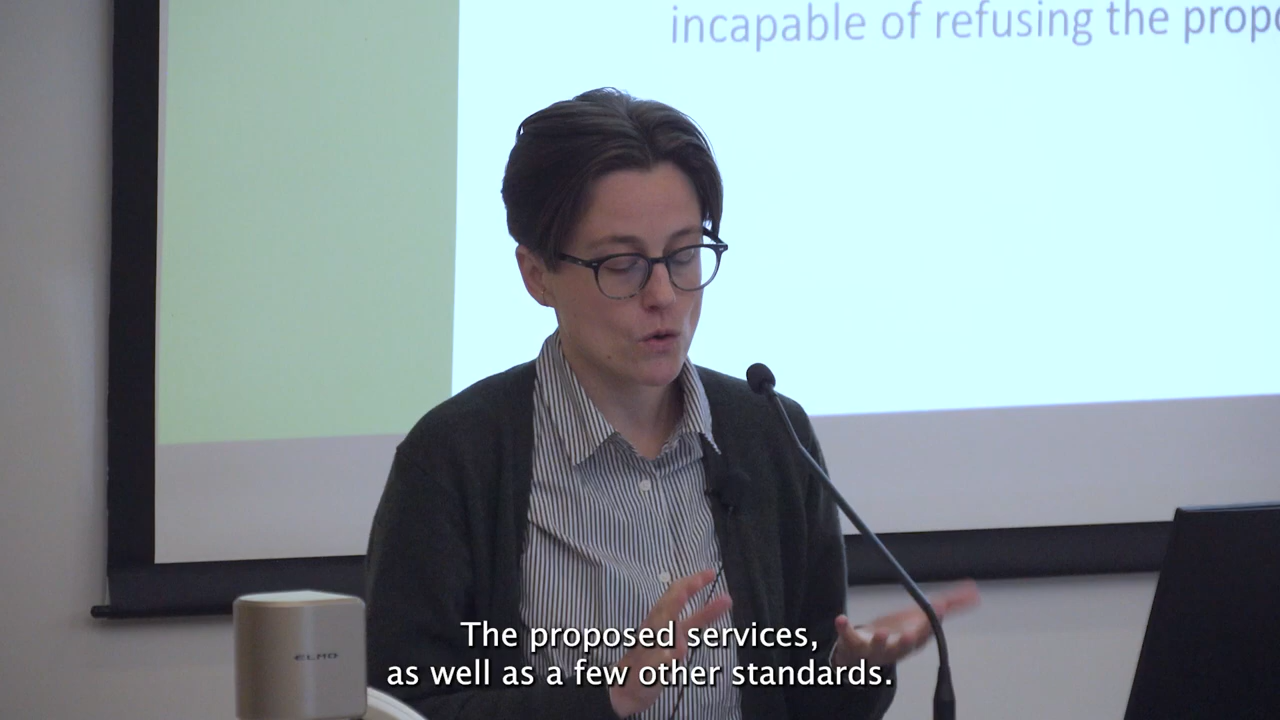 incapable of refusing the
ELMO
The proposed services,
as well as a few other standards.